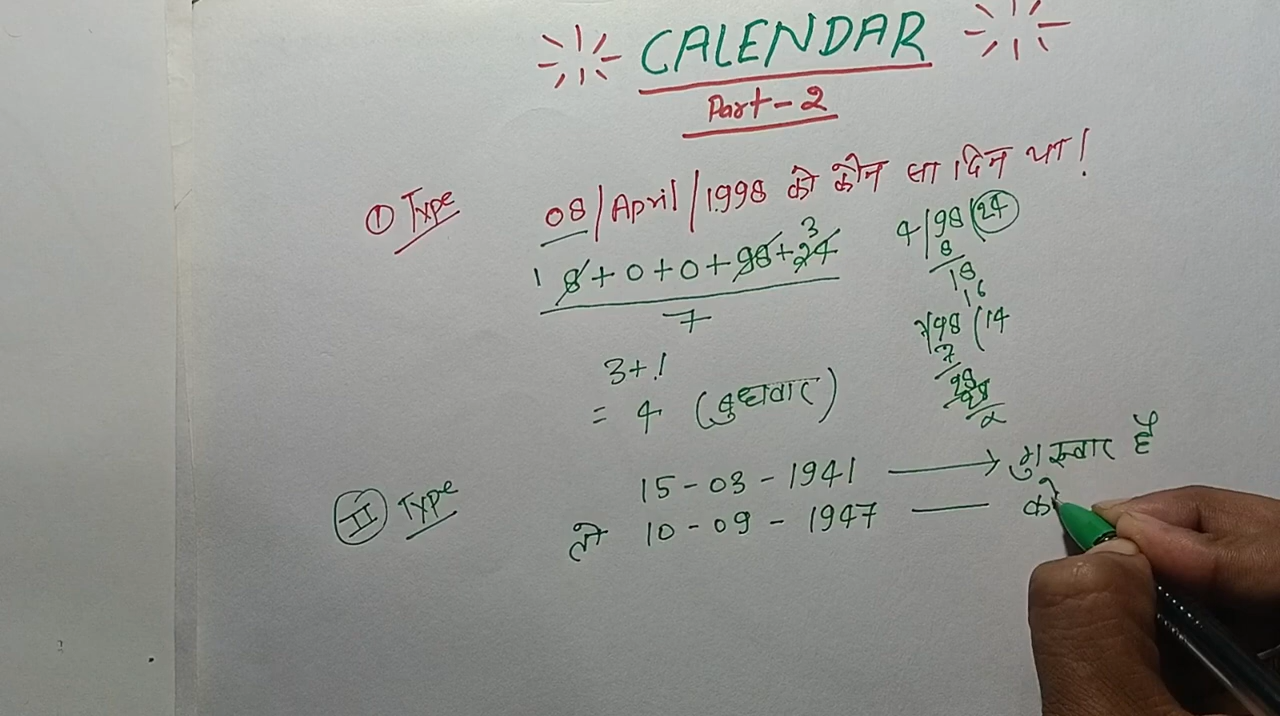 CALENDAR
Part-2
① Type 08/April/1998 को कौन सा दिन था!
1 8+0+0+98+24 3
7
3+1
= 4 (बुधवार)
4/98(24
8
18
16
7/98(14
7
28
28
x
II Type 15-03-1941 → गुरुवार है
तो 10-09-1947 — को